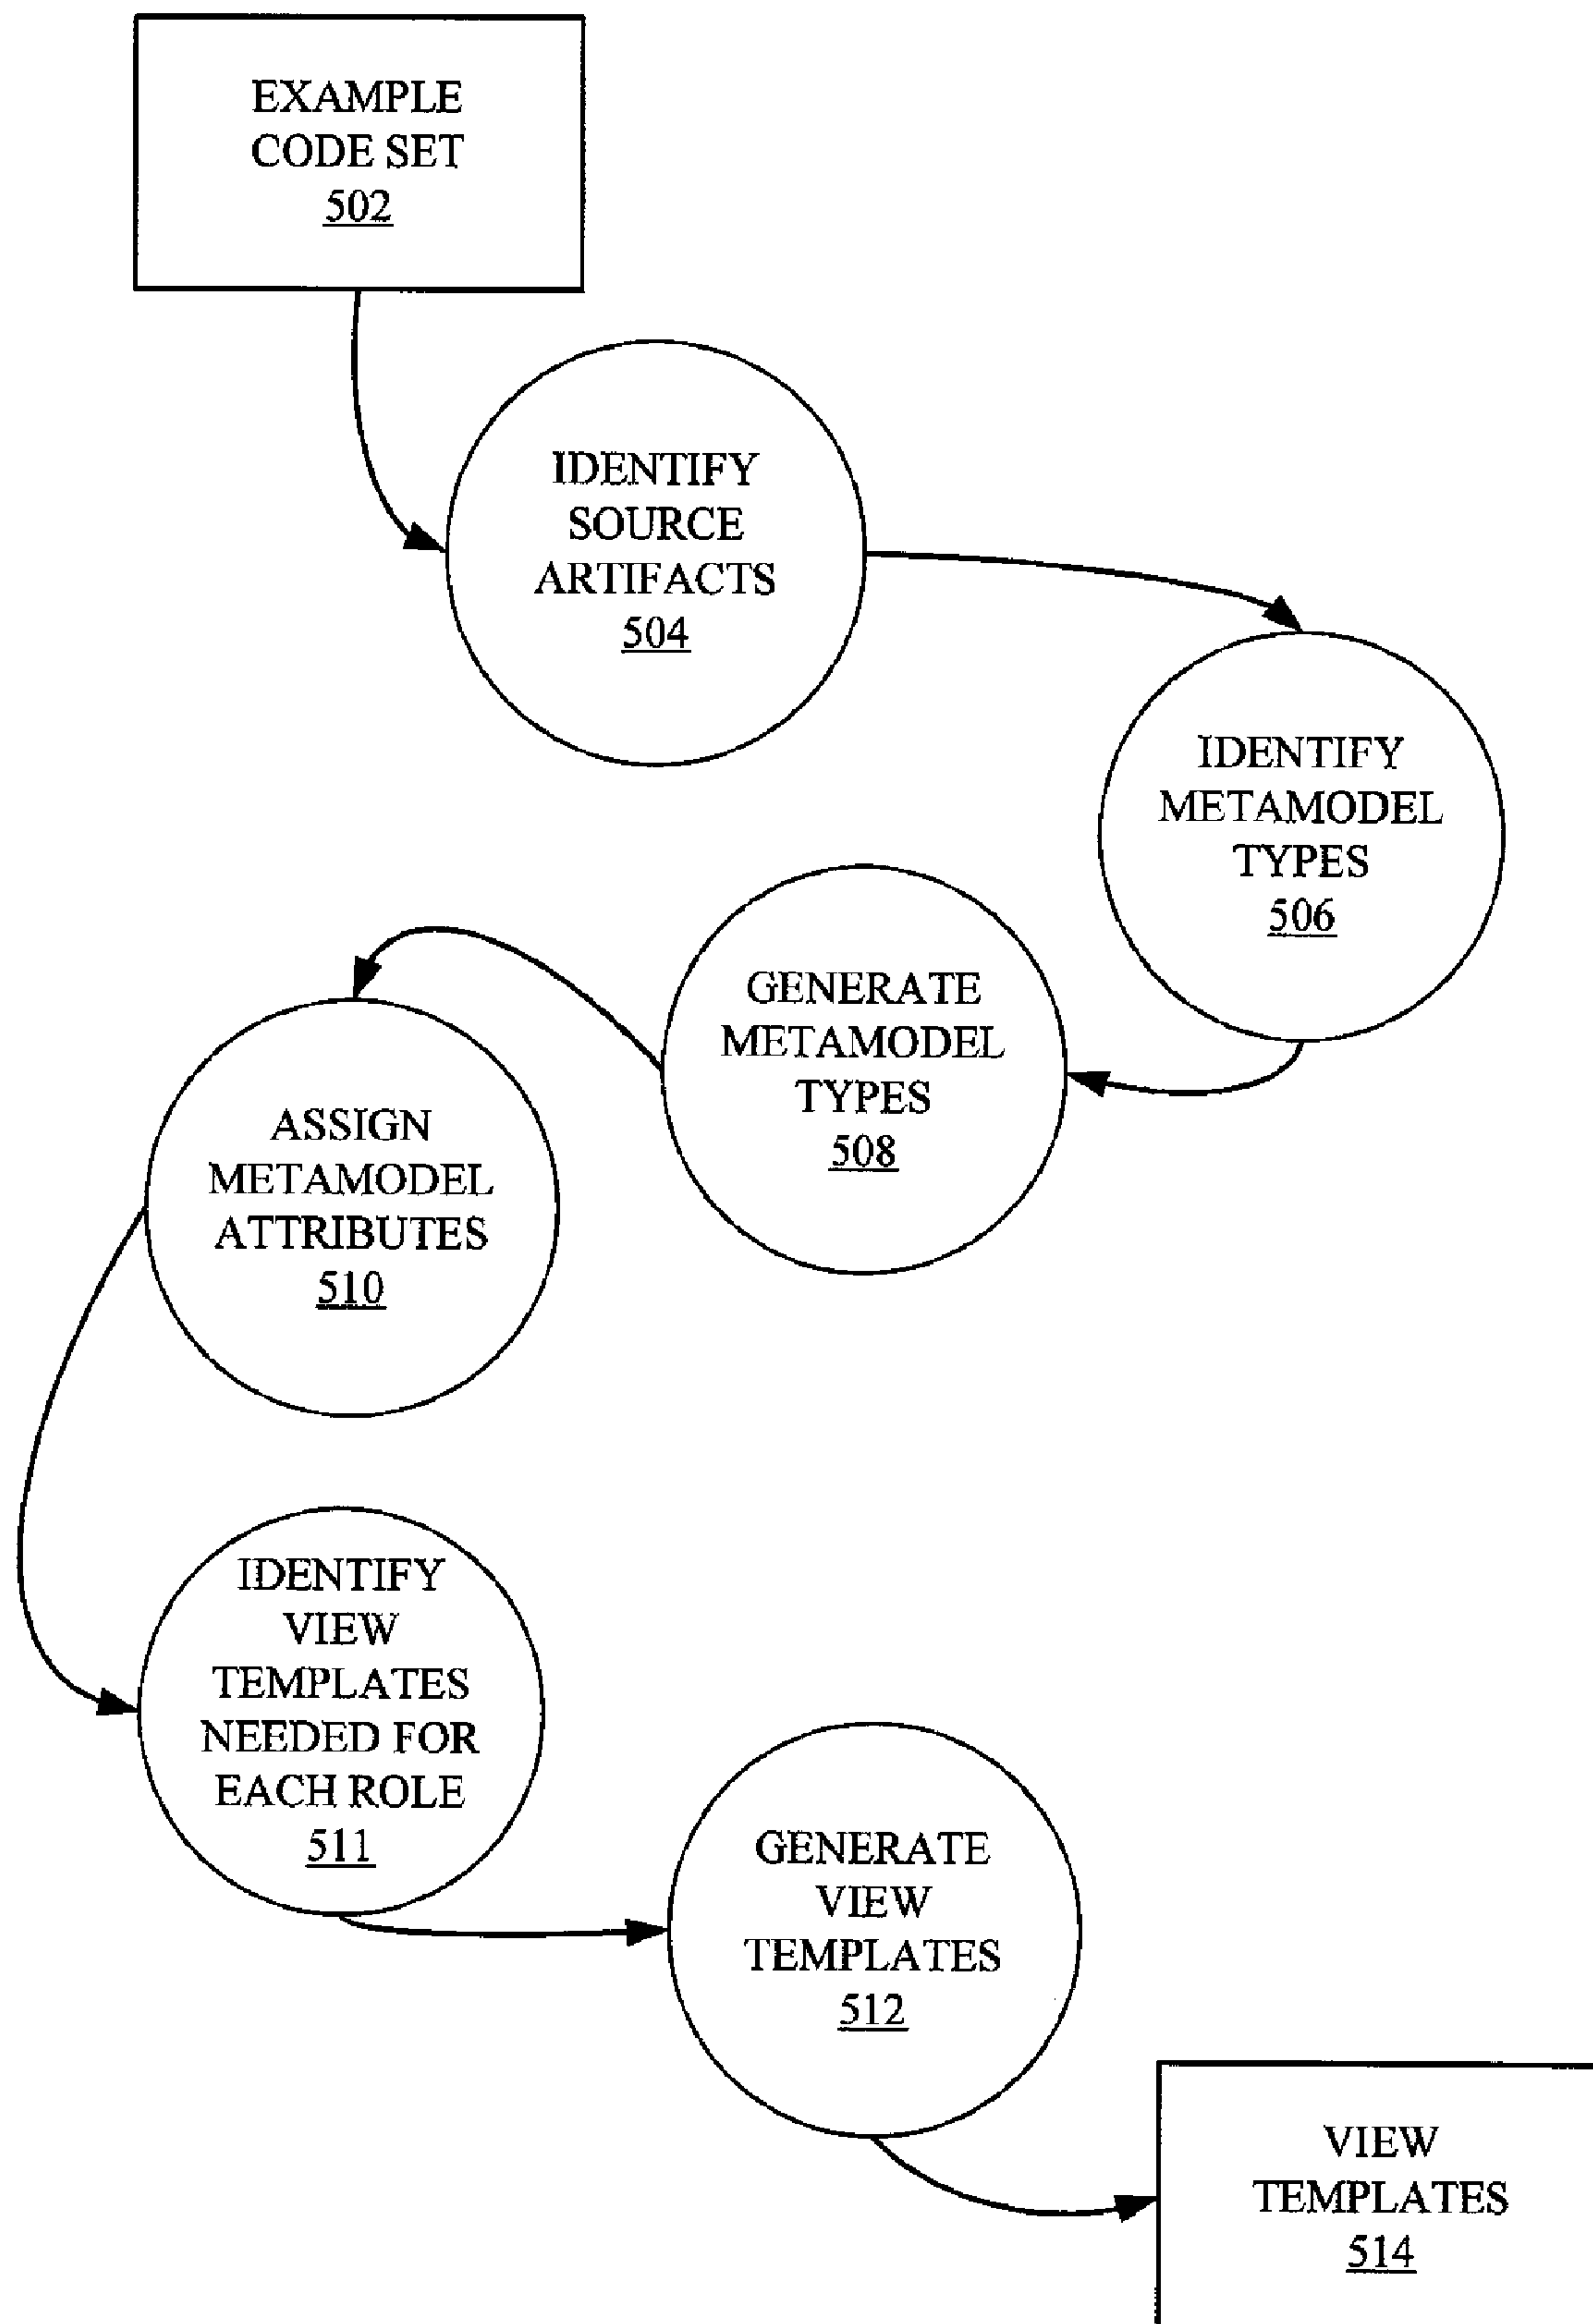 EXAMPLE
CODE SET
502
IDENTIFY
SOURCE
ARTIFACTS
504
IDENTIFY
METAMODEL
TYPES
506
GENERATE
METAMODEL
TYPES
508
ASSIGN
METAMODEL
ATTRIBUTES
510
IDENTIFY
VIEW
TEMPLATES
NEEDED FOR
EACH ROLE
511
GENERATE
VIEW
TEMPLATES
512
VIEW
TEMPLATES
514